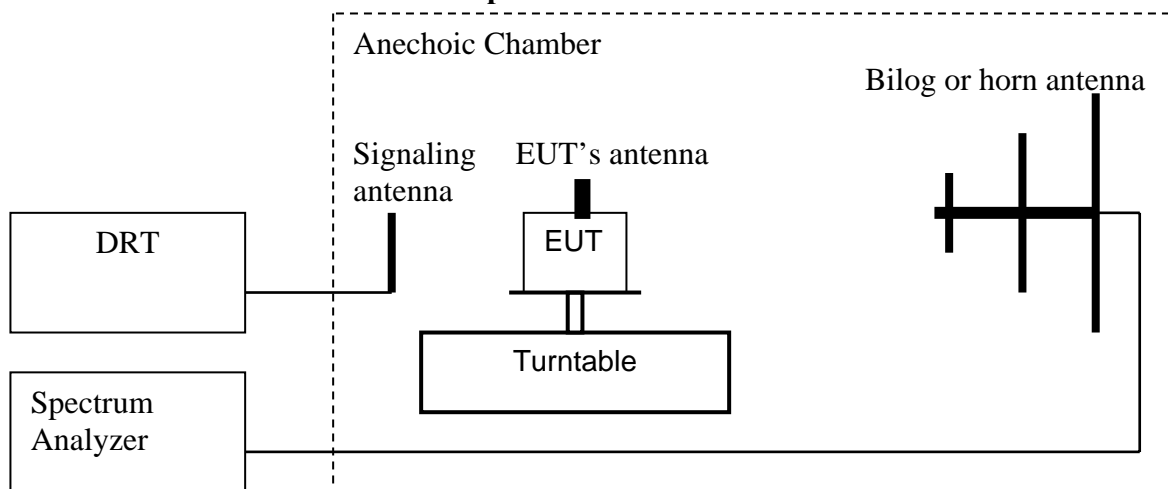 Anechoic Chamber
Bilog or horn antenna
Signaling
antenna
EUT’s antenna
DRT
EUT
Turntable
Spectrum
Analyzer